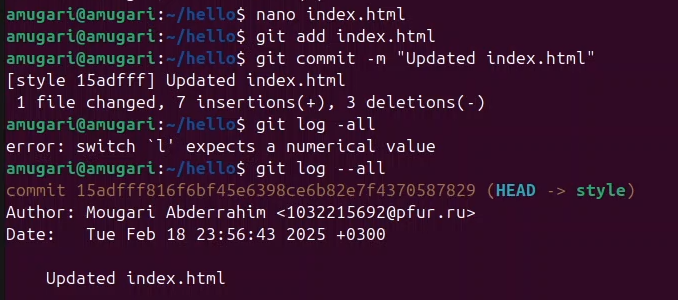 amugari@amugari:~/hello$ nano index.html
amugari@amugari:~/hello$ git add index.html
amugari@amugari:~/hello$ git commit -m "Updated index.html"
[style 15adfff] Updated index.html
 1 file changed, 7 insertions(+), 3 deletions(-)
amugari@amugari:~/hello$ git log -all
error: switch `l' expects a numerical value
amugari@amugari:~/hello$ git log --all
commit 15adfff816f6bf45e6398ce6b82e7f4370587829 (HEAD -> style)
Author: Mougari Abderrahim <1032215692@pfur.ru>
Date:   Tue Feb 18 23:56:43 2025 +0300
    Updated index.html